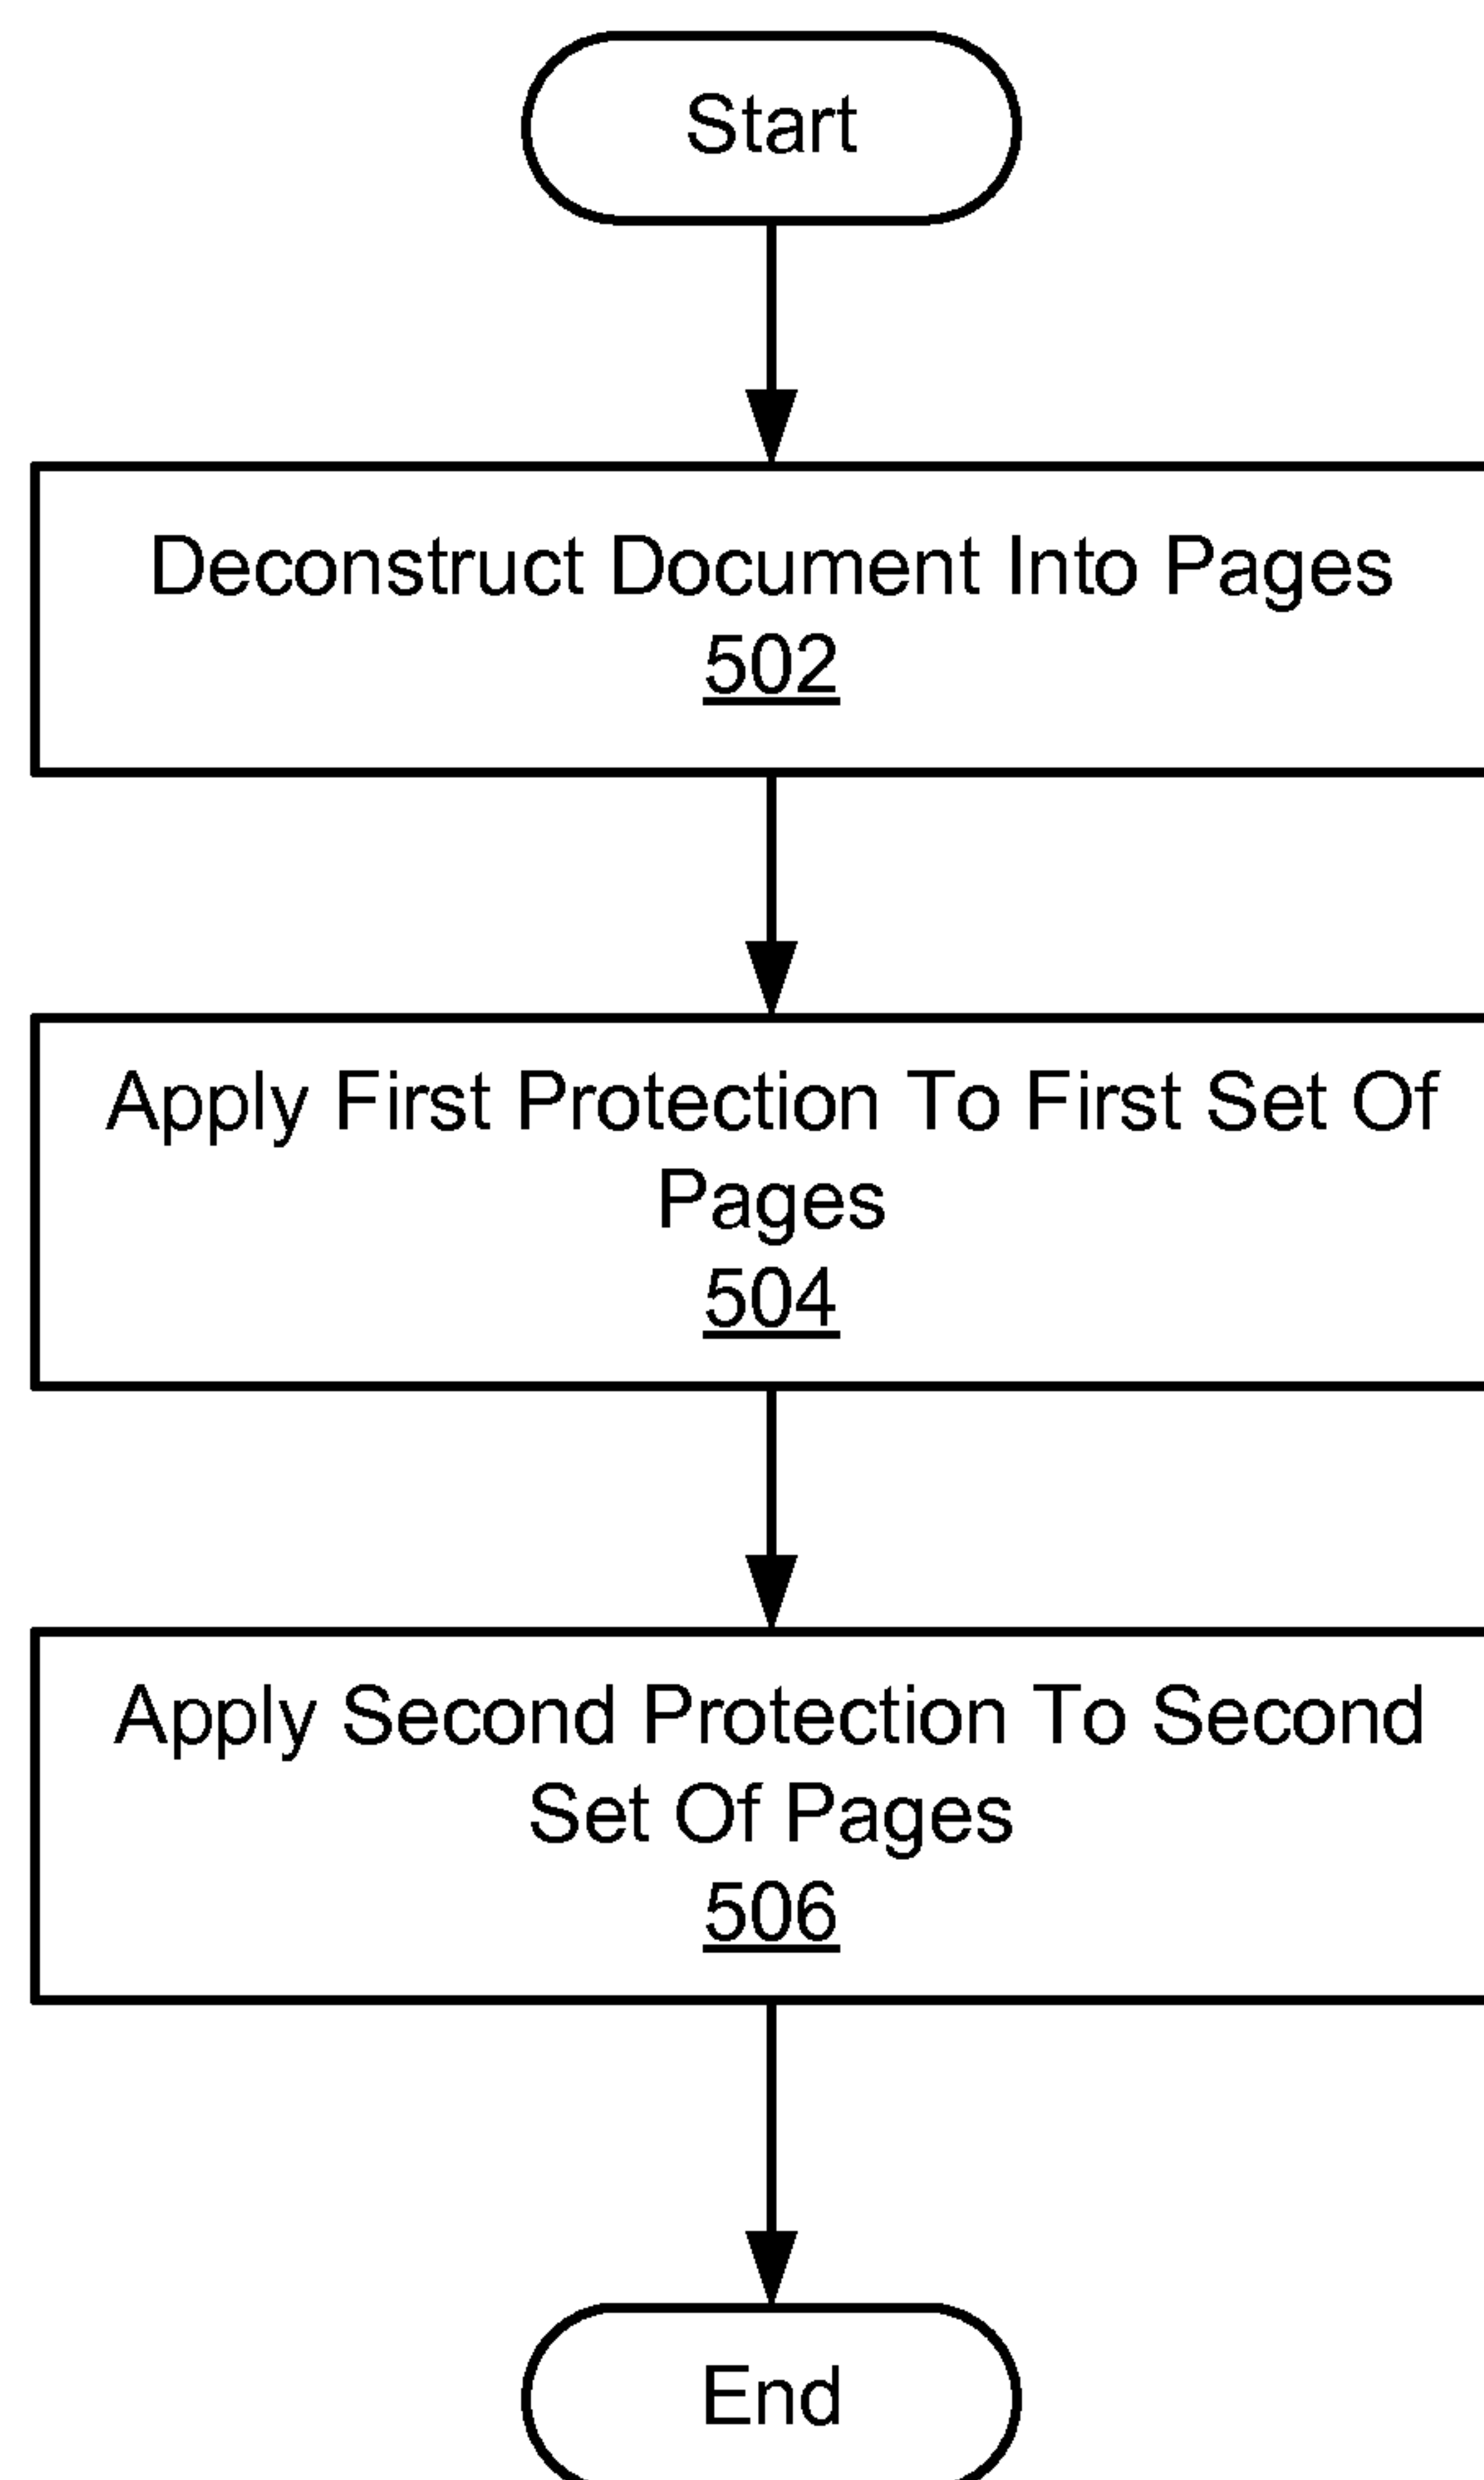 Start
Deconstruct Document Into Pages
502
Apply First Protection To First Set Of
Pages
504
Apply Second Protection To Second
Set Of Pages
506
End